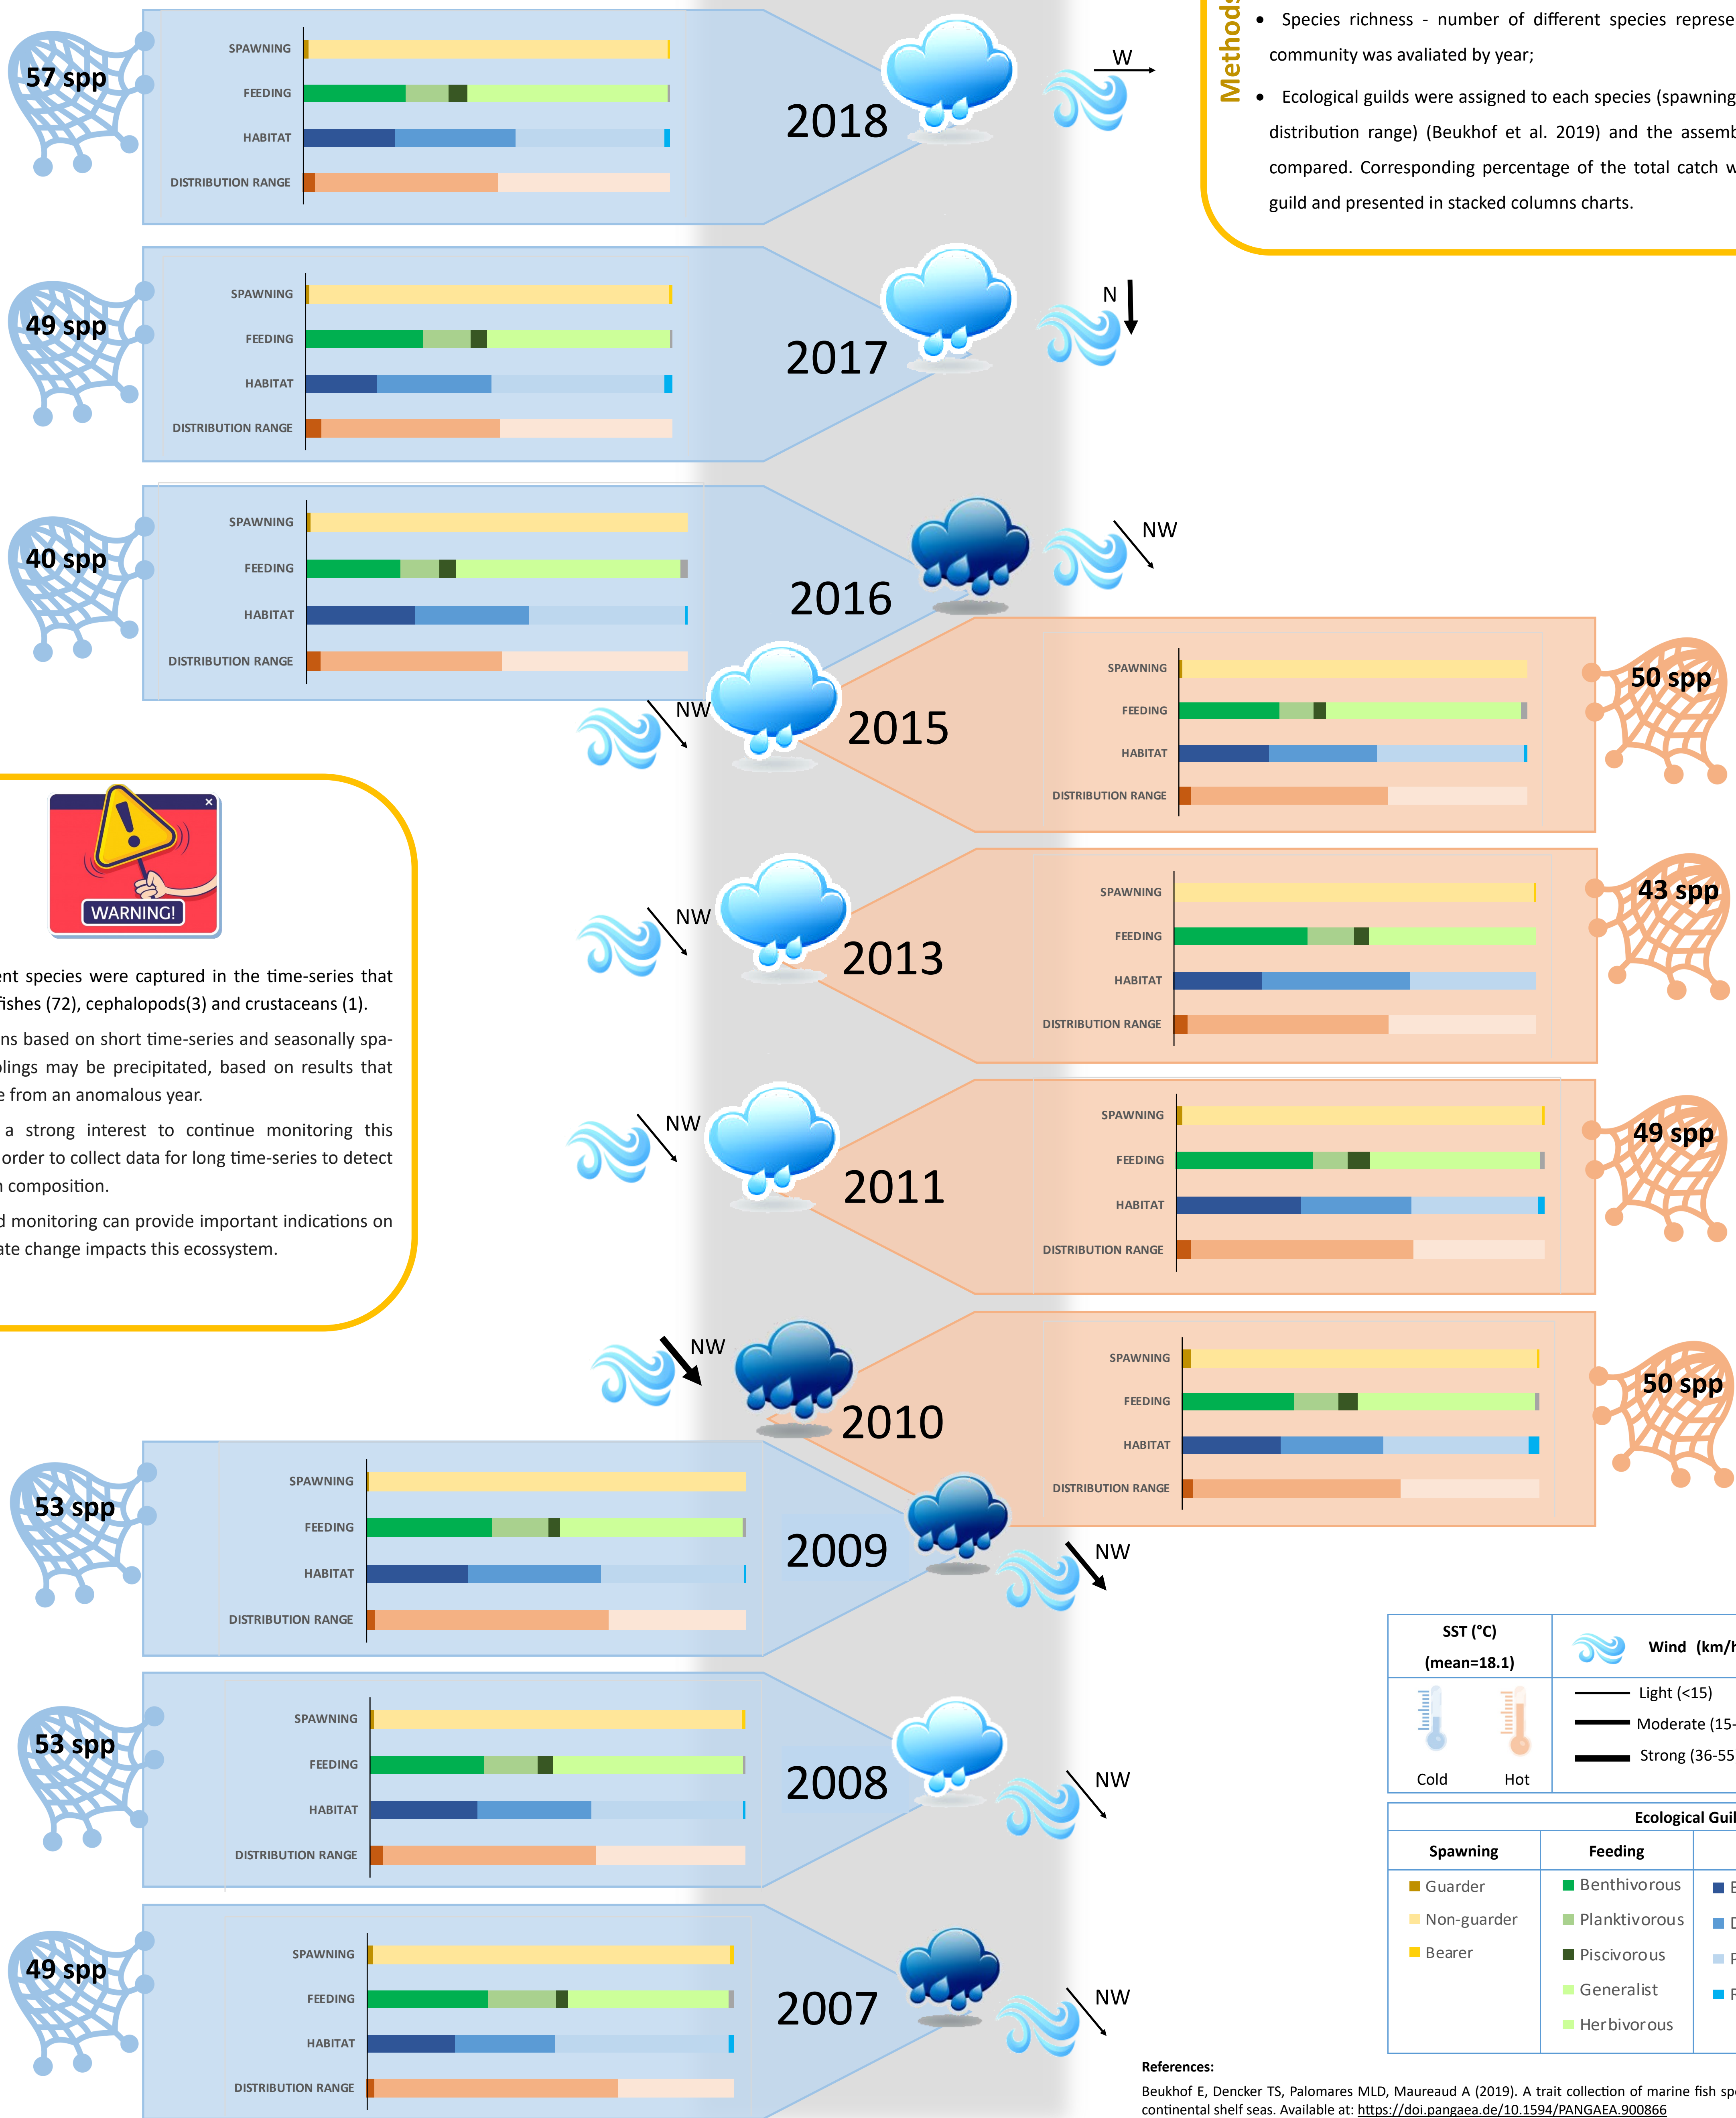 57 spp
SPAWNING
FEEDING
HABITAT
DISTRIBUTION RANGE
2018
W
Methods
• Species richness - number of different species
community was avaliated by year;
• Ecological guilds were assigned to each species (spawning
distribution range) (Beukhof et al. 2019) and the
compared. Corresponding percentage of the total catch
guild and presented in stacked columns charts.
49 spp
SPAWNING
FEEDING
HABITAT
DISTRIBUTION RANGE
2017
N
40 spp
SPAWNING
FEEDING
HABITAT
DISTRIBUTION RANGE
2016
NW
NW
2015
SPAWNING
FEEDING
HABITAT
DISTRIBUTION RANGE
50 spp
WARNING!
species were captured in the time-series that
fishes (72), cephalopods(3) and crustaceans (1).
based on short time-series and seasonally spa-
may be precipitated, based on results that
from an anomalous year.
a strong interest to continue monitoring this
order to collect data for long time-series to detect
composition.
monitoring can provide important indications on
change impacts this ecosystem.
NW
2013
SPAWNING
FEEDING
HABITAT
DISTRIBUTION RANGE
43 spp
NW
2011
SPAWNING
FEEDING
HABITAT
DISTRIBUTION RANGE
49 spp
NW
2010
SPAWNING
FEEDING
HABITAT
DISTRIBUTION RANGE
50 spp
53 spp
SPAWNING
FEEDING
HABITAT
DISTRIBUTION RANGE
2009
NW
53 spp
SPAWNING
FEEDING
HABITAT
DISTRIBUTION RANGE
2008
NW
49 spp
SPAWNING
FEEDING
HABITAT
DISTRIBUTION RANGE
2007
NW
SST (°C)
(mean=18.1)
Cold Hot
Wind (km/h
Light (<15)
Moderate (15-
Strong (36-55
Ecological
Spawning
Guarder
Non-guarder
Bearer
Feeding
Benthivorous
Planktivorous
Piscivorous
Generalist
Herbivorous
References:
Beukhof E, Dencker TS, Palomares MLD, Maureaud A (2019). A trait collection of marine fish
continental shelf seas. Available at: https://doi.pangaea.de/10.1594/PANGAEA.900866